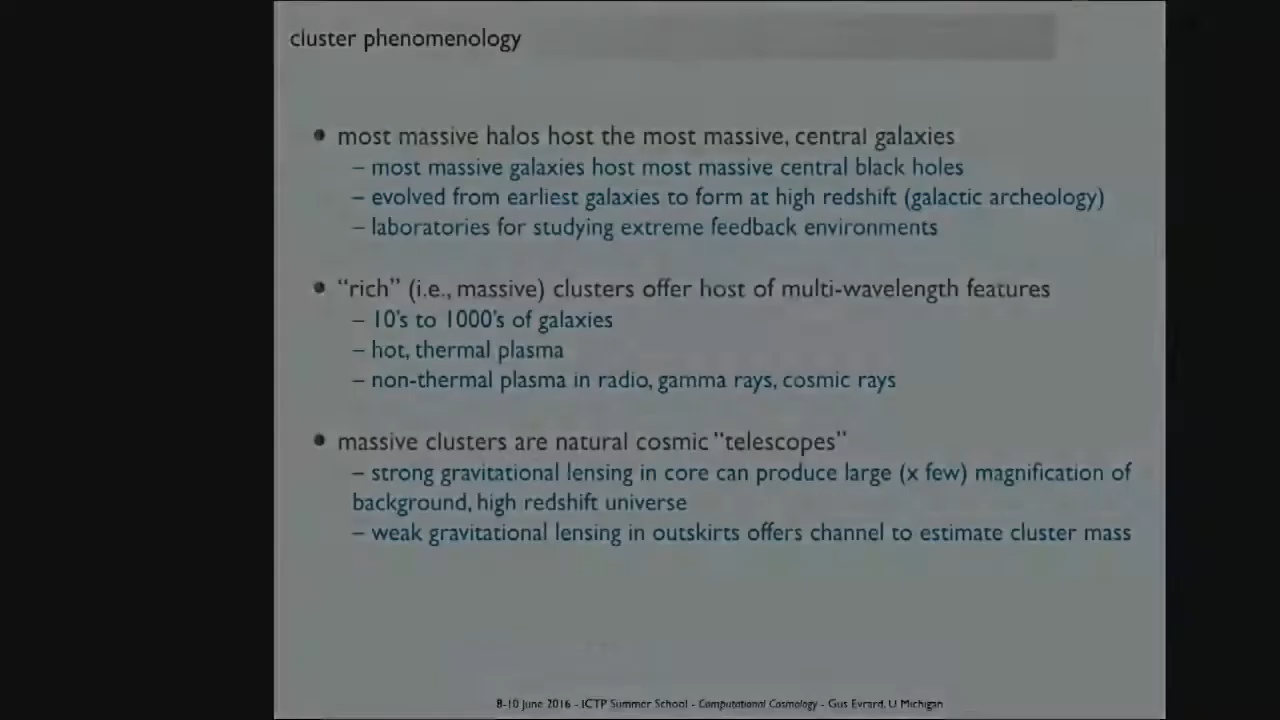 cluster phenomenology
• most massive halos host the most massive, central galaxies
– most massive galaxies host most massive central black holes
– evolved from earliest galaxies to form at high redshift (galactic archeology)
– laboratories for studying extreme feedback environments
• “rich” (i.e., massive) clusters offer host of multi-wavelength features
– 10's to 1000's of galaxies
– hot, thermal plasma
– non-thermal plasma in radio, gamma rays, cosmic rays
• massive clusters are natural cosmic “telescopes”
– strong gravitational lensing in core can produce large (x few) magnification of
background, high redshift universe
– weak gravitational lensing in outskirts offers channel to estimate cluster mass
8-10 June 2016 - ICTP Summer School - Computational Cosmology - Gus Evrard, U Michigan